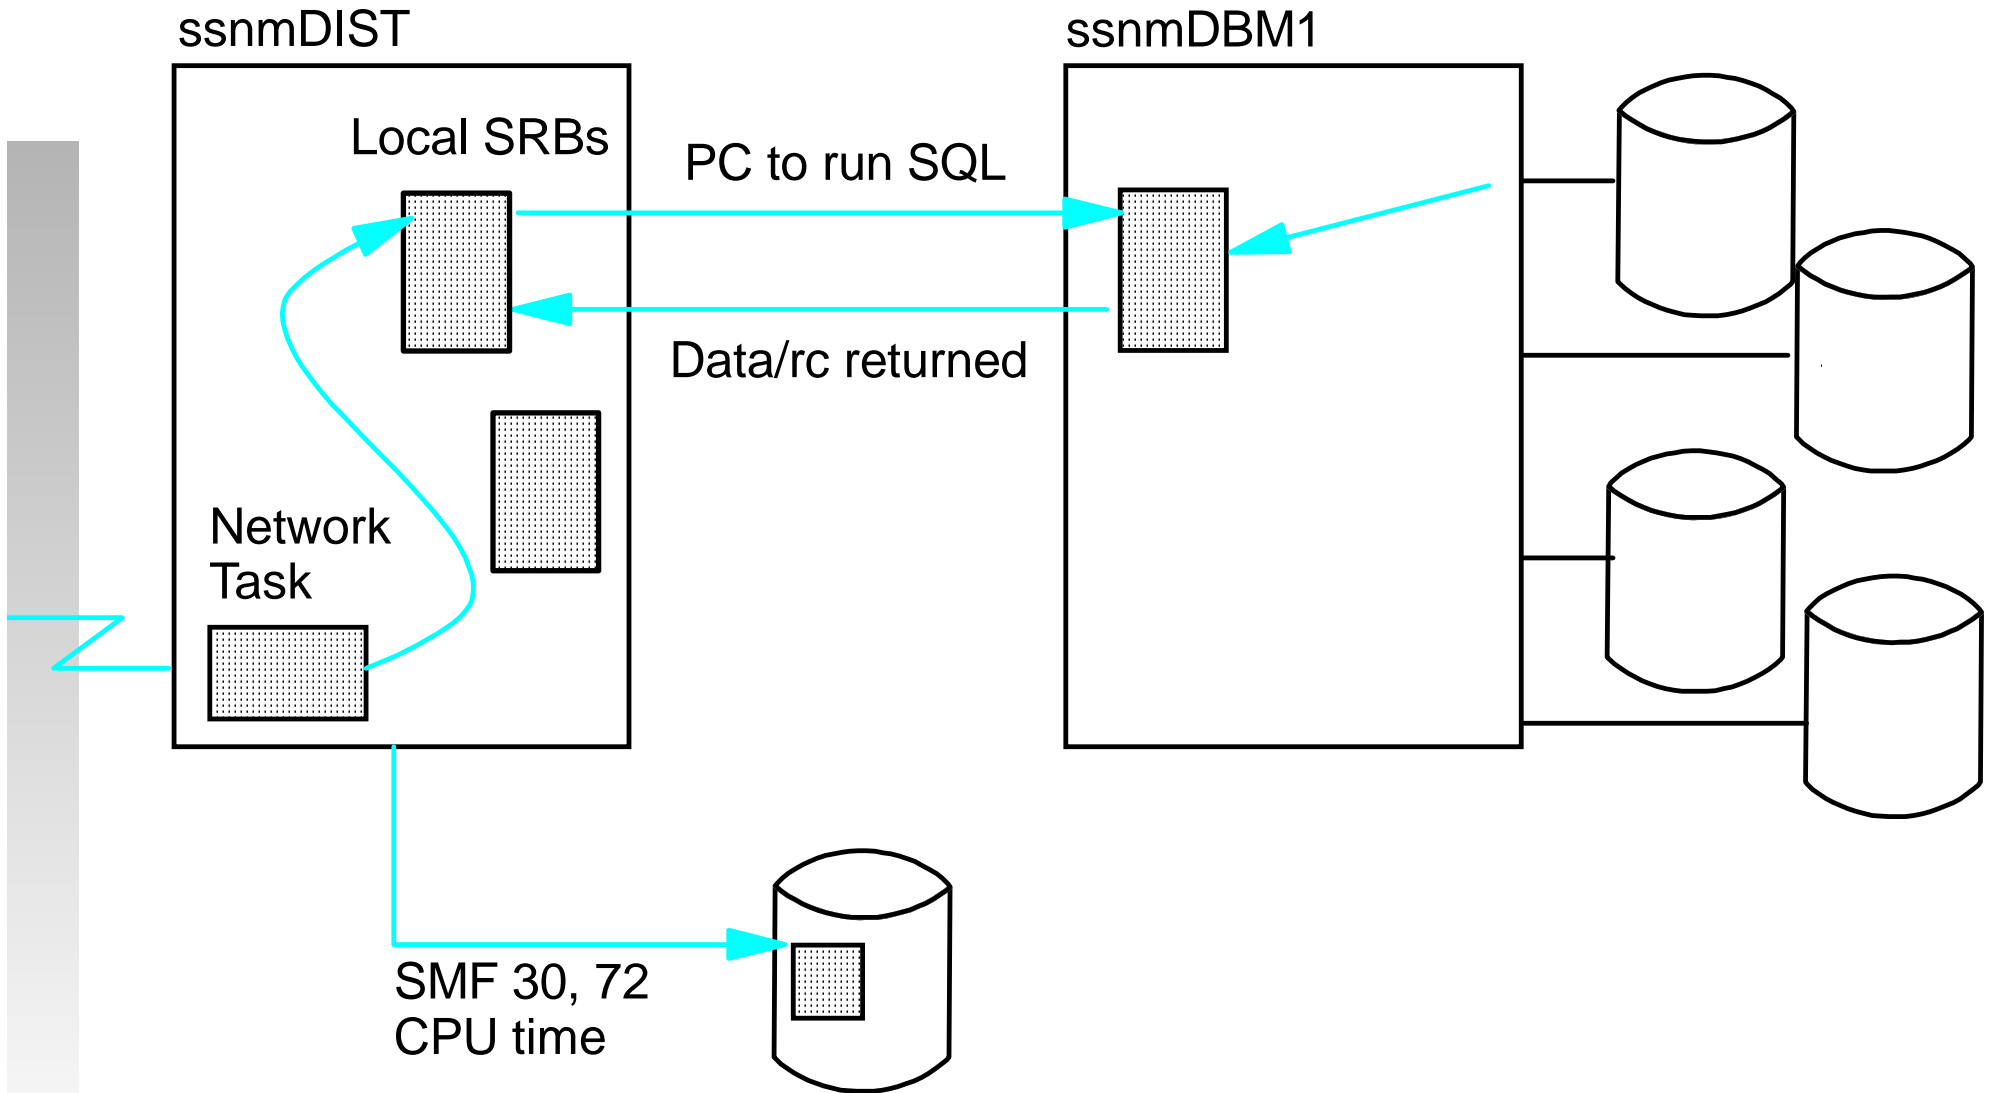 ssnmDIST
ssnmDBM1
Local SRBs
PC to run SQL
Data/rc returned
Network
Task
SMF 30, 72
CPU time